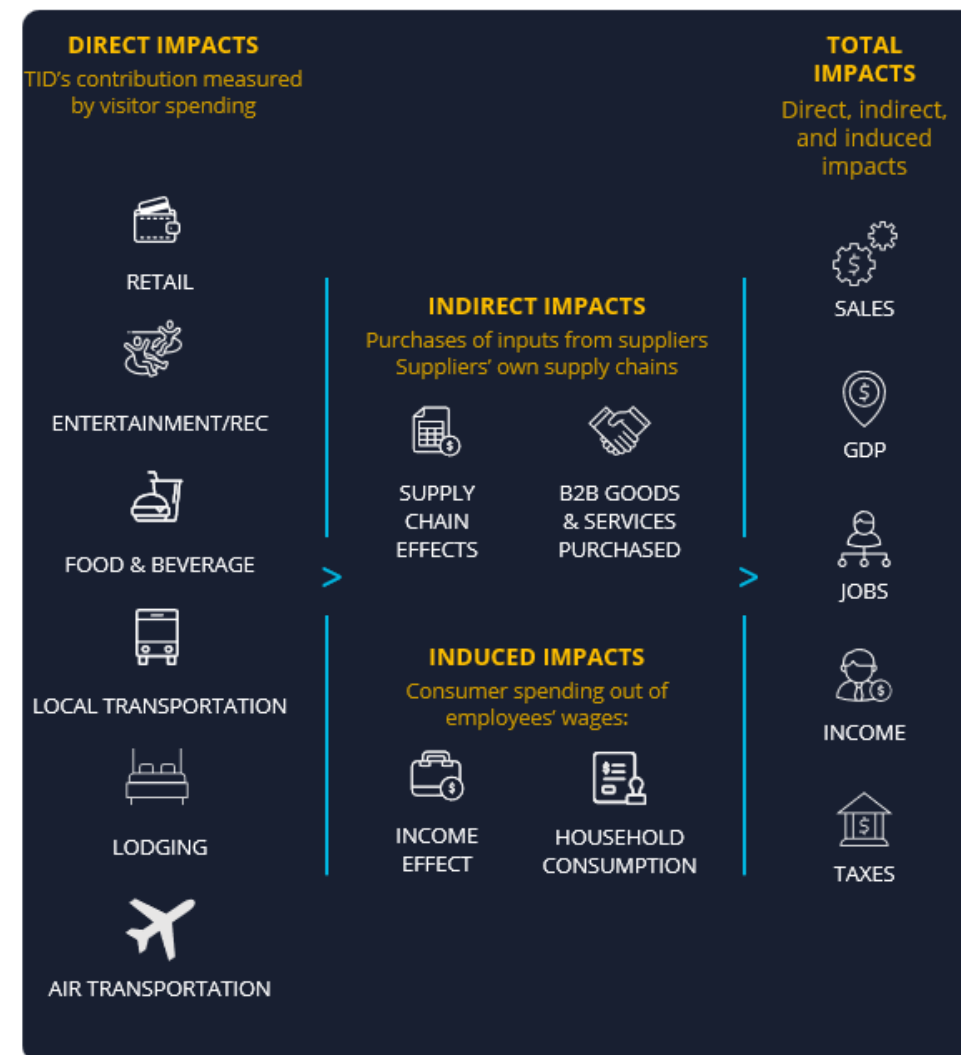 DIRECT IMPACTS
TID's contribution measured
by visitor spending
RETAIL
ENTERTAINMENT/REC
FOOD & BEVERAGE
LOCAL TRANSPORTATION
LODGING
AIR TRANSPORTATION
>
INDIRECT IMPACTS
Purchases of inputs from suppliers
Suppliers' own supply chains
SUPPLY
CHAIN
EFFECTS
B2B GOODS
& SERVICES
PURCHASED
INDUCED IMPACTS
Consumer spending out of
employees' wages:
INCOME
EFFECT
HOUSEHOLD
CONSUMPTION
>
TOTAL
IMPACTS
Direct, indirect,
and induced
impacts
SALES
GDP
JOBS
INCOME
TAXES